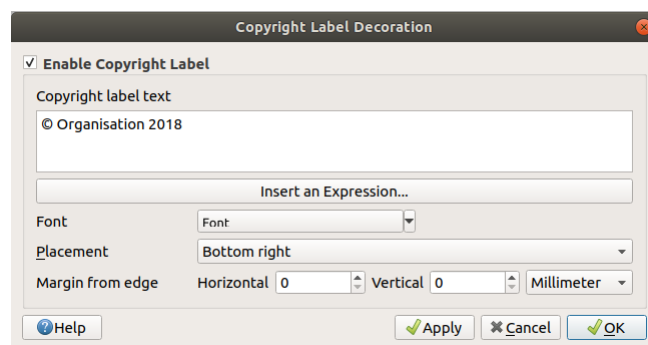 Copyright Label Decoration
Enable Copyright Label
Copyright label text
© Organisation 2018
Insert an Expression...
Font Font
Placement Bottom right
Margin from edge Horizontal 0 Vertical 0 Millimeter
Help Apply Cancel OK